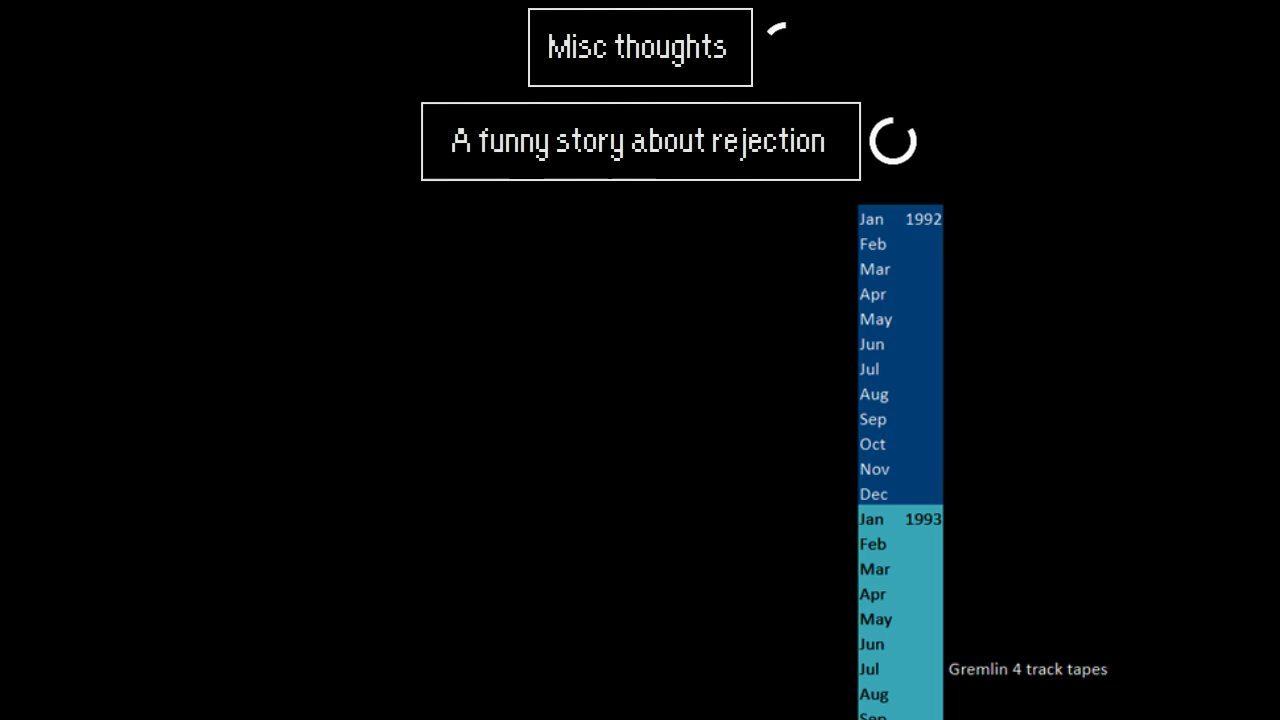 Misc thoughts
A funny story about rejection
Jan 1992
Feb
Mar
Apr
May
Jun
Jul
Aug
Sep
Oct
Nov
Dec
Jan 1993
Feb
Mar
Apr
May
Jun
Jul Gremlin 4 track tapes
Aug
Sep